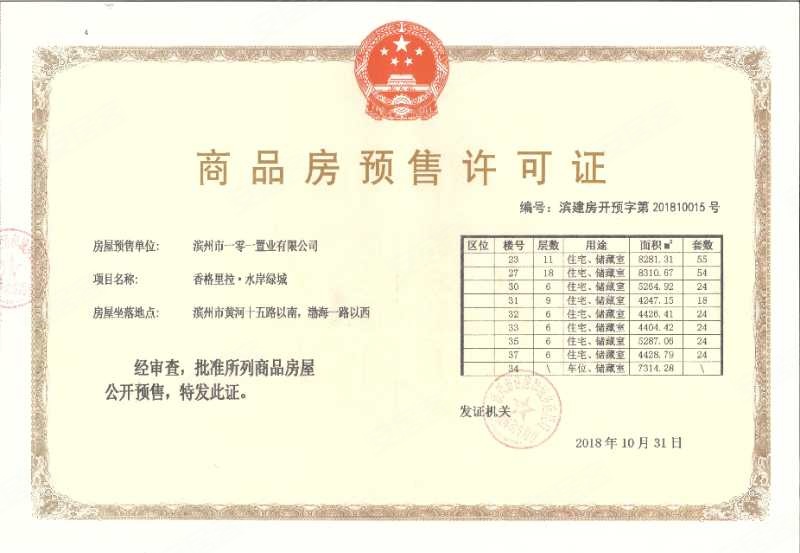 4
商品房预售许可证
编号：滨建房开预字第 201810015 号
房屋预售单位： 滨州市一零一置业有限公司
项目名称： 香格里拉·水岸绿城
房屋坐落地点： 滨州市黄河十五路以南，渤海一路以西
经审查，批准所列商品房屋
公开预售，特发此证。
区位 楼号 层数 用途 面积㎡ 套数
23 11 住宅、储藏室 8281.31 55
27 18 住宅、储藏室 8310.67 54
30 6 住宅、储藏室 5264.92 24
31 9 住宅、储藏室 4247.15 18
32 6 住宅、储藏室 4426.41 24
33 6 住宅、储藏室 4404.42 24
35 6 住宅、储藏室 5287.06 24
37 6 住宅、储藏室 4428.79 24
34 \ 车位、储藏室 7314.28 \
发证机关
2018 年 10 月 31 日